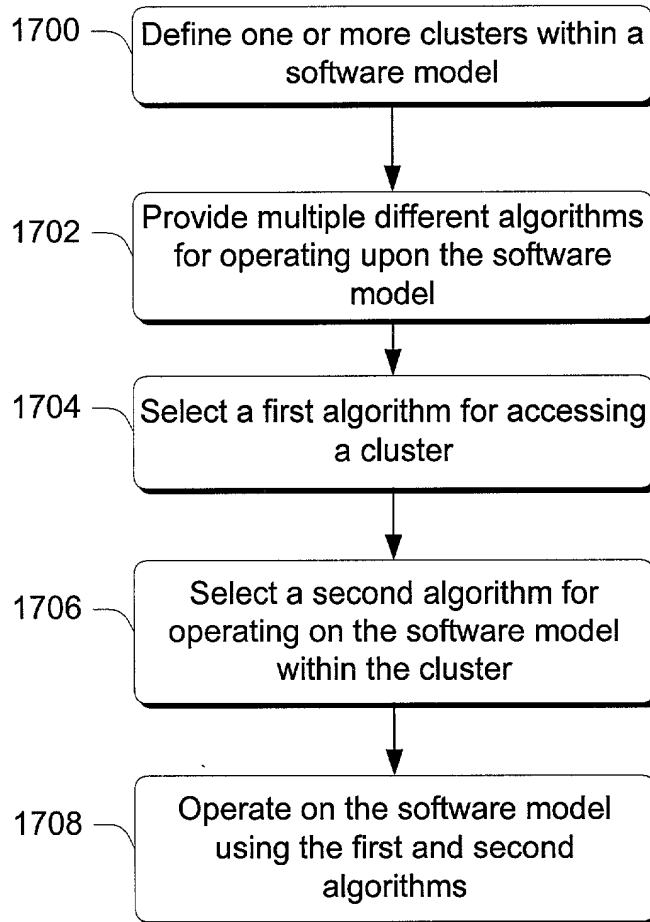 1700
Define one or more clusters within a
software model
1702
Provide multiple different algorithms
for operating upon the software
model
1704
Select a first algorithm for accessing
a cluster
1706
Select a second algorithm for
operating on the software model
within the cluster
1708
Operate on the software model
using the first and second
algorithms